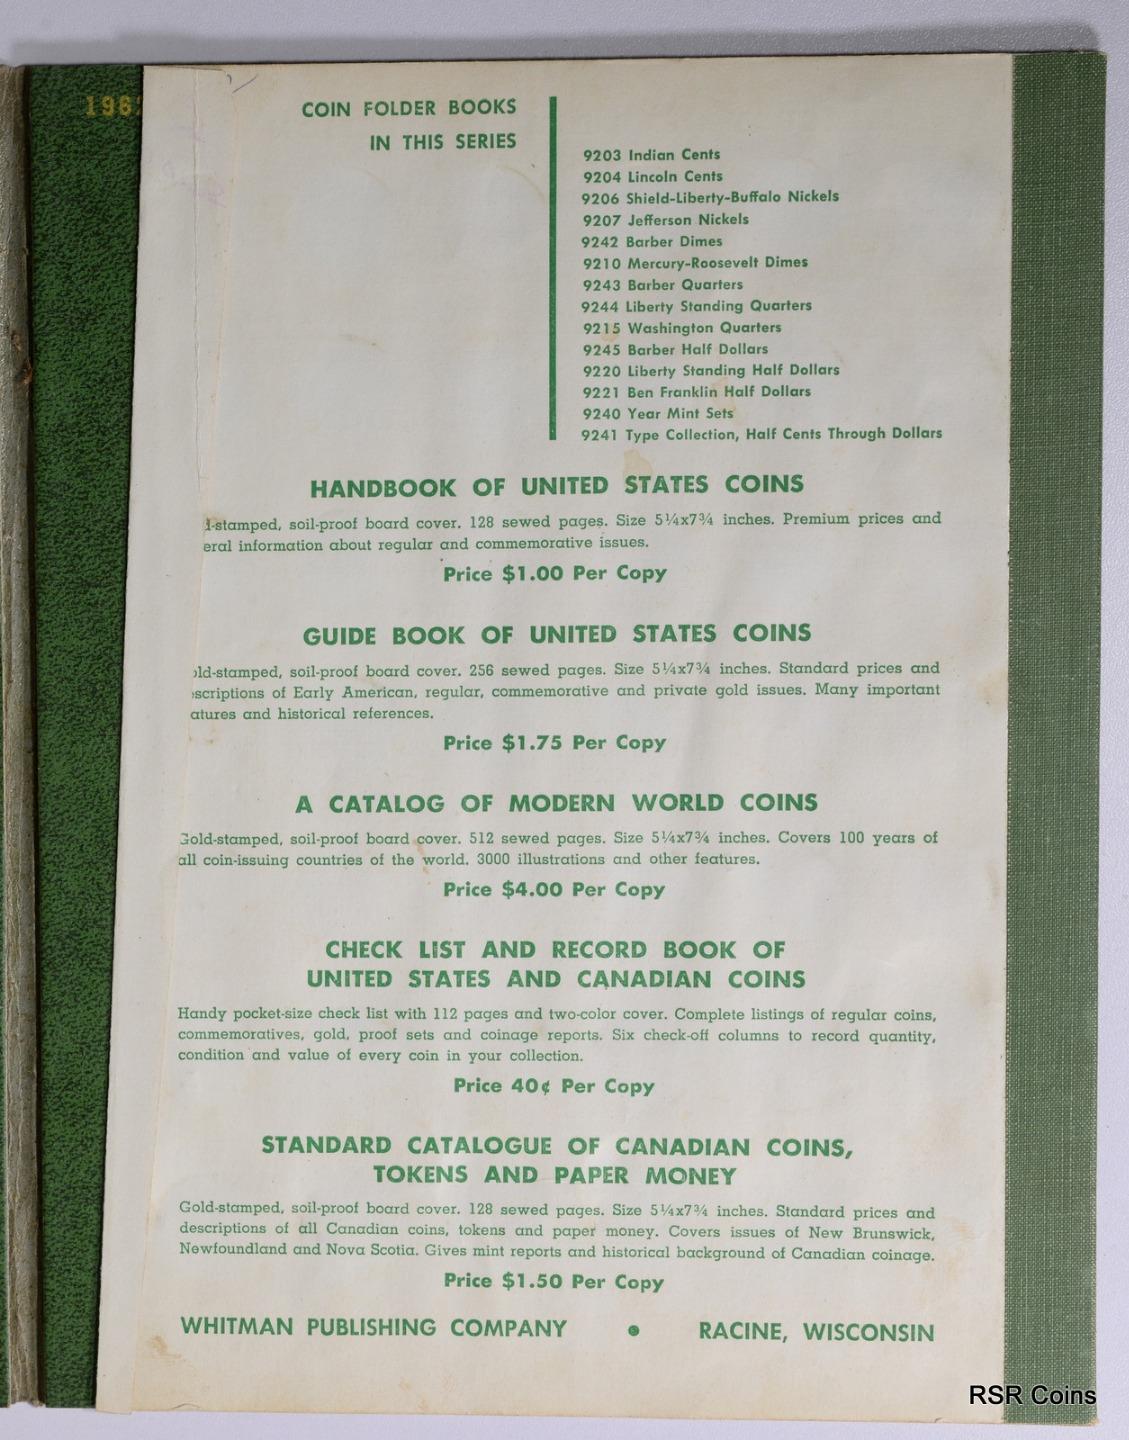 COIN FOLDER BOOKS
IN THIS SERIES
9203 Indian Cents
9204 Lincoln Cents
9206 Shield-Liberty-Buffalo Nickels
9207 Jefferson Nickels
9242 Barber Dimes
9210 Mercury-Roosevelt Dimes
9243 Barber Quarters
9244 Liberty Standing Quarters
9215 Washington Quarters
9245 Barber Half Dollars
9220 Liberty Standing Half Dollars
9221 Ben Franklin Half Dollars
9240 Year Mint Sets
9241 Type Collection, Half Cents Through Dollars
HANDBOOK OF UNITED STATES COINS
d-stamped, soil-proof board cover. 128 sewed pages. Size 5¼x7¾ inches. Premium prices and
eral information about regular and commemorative issues.
Price $1.00 Per Copy
GUIDE BOOK OF UNITED STATES COINS
old-stamped, soil-proof board cover. 256 sewed pages. Size 5¼x7¾ inches. Standard prices and
escriptions of Early American, regular, commemorative and private gold issues. Many important
atures and historical references.
Price $1.75 Per Copy
A CATALOG OF MODERN WORLD COINS
Gold-stamped, soil-proof board cover. 512 sewed pages. Size 5¼x7¾ inches. Covers 100 years of
all coin-issuing countries of the world. 3000 illustrations and other features.
Price $4.00 Per Copy
CHECK LIST AND RECORD BOOK OF
UNITED STATES AND CANADIAN COINS
Handy pocket-size check list with 112 pages and two-color cover. Complete listings of regular coins,
commemoratives, gold, proof sets and coinage reports. Six check-off columns to record quantity,
condition and value of every coin in your collection.
Price 40¢ Per Copy
STANDARD CATALOGUE OF CANADIAN COINS,
TOKENS AND PAPER MONEY
Gold-stamped, soil-proof board cover. 128 sewed pages. Size 5¼x7¾ inches. Standard prices and
descriptions of all Canadian coins, tokens and paper money. Covers issues of New Brunswick,
Newfoundland and Nova Scotia. Gives mint reports and historical background of Canadian coinage.
Price $1.50 Per Copy
WHITMAN PUBLISHING COMPANY • RACINE, WISCONSIN
RSR Coins